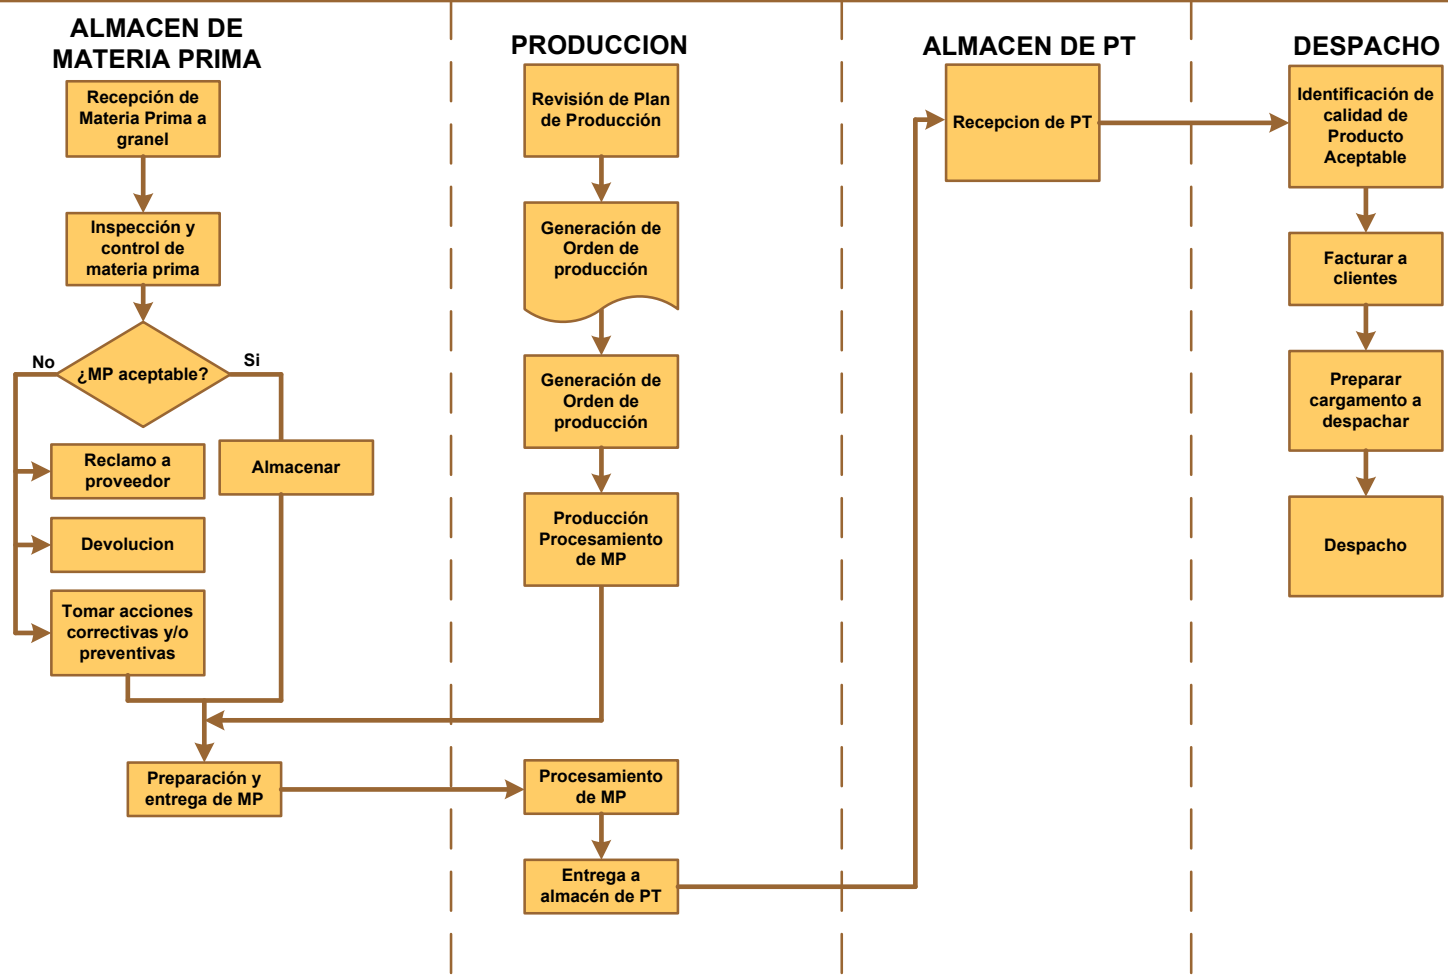 ALMACEN DE
MATERIA PRIMA
Recepción de
Materia Prima a
granel
Inspección y
control de
materia prima
¿MP aceptable?
No
Si
Reclamo a
proveedor
Almacenar
Devolucion
Tomar acciones
correctivas y/o
preventivas
Preparación y
entrega de MP
PRODUCCION
Revisión de Plan
de Producción
Generación de
Orden de
producción
Generación de
Orden de
producción
Producción
Procesamiento
de MP
Procesamiento
de MP
Entrega a
almacén de PT
ALMACEN DE PT
Recepcion de PT
DESPACHO
Identificación de
calidad de
Producto
Aceptable
Facturar a
clientes
Preparar
cargamento a
despachar
Despacho